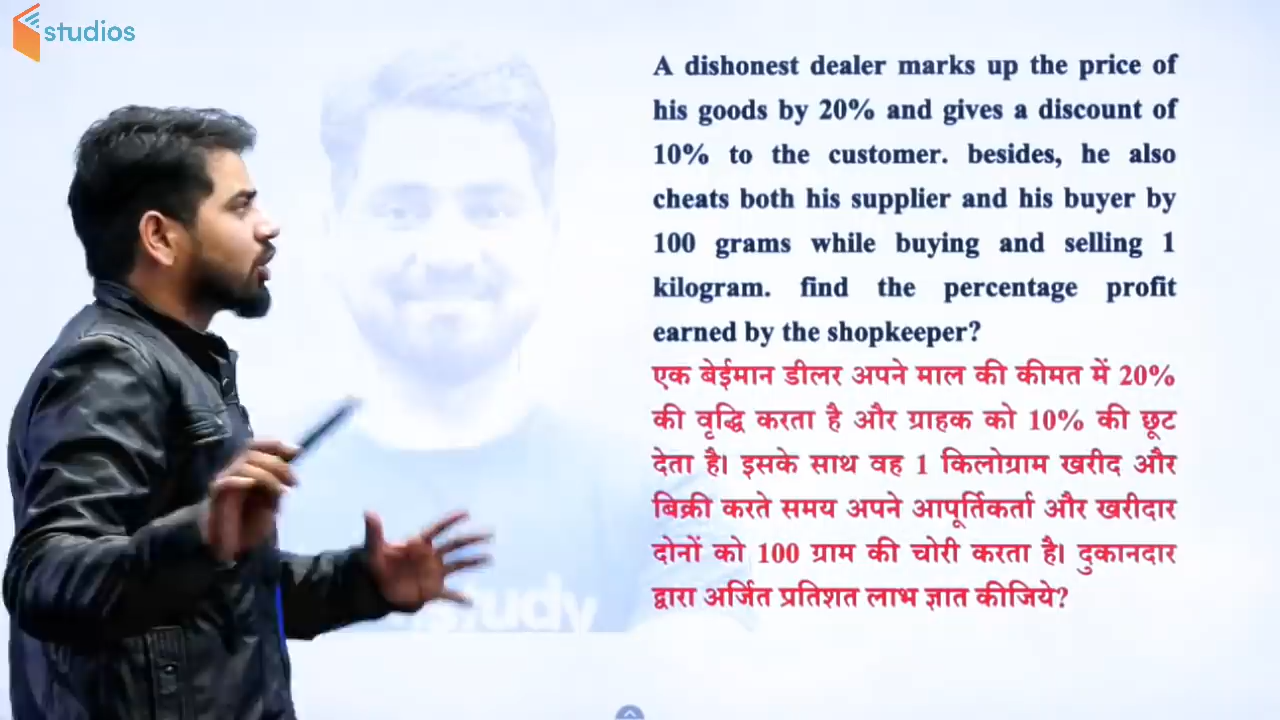 studios
A dishonest dealer marks up the price of
his goods by 20% and gives a discount of
10% to the customer. besides, he also
cheats both his supplier and his buyer by
100 grams while buying and selling 1
kilogram. find the percentage profit
earned by the shopkeeper?
एक बेईमान डीलर अपने माल की कीमत में 20%
की वृद्धि करता है और ग्राहक को 10% की छूट
देता है। इसके साथ वह 1 किलोग्राम खरीद और
बिक्री करते समय अपने आपूर्तिकर्ता और खरीदार
दोनों को 100 ग्राम की चोरी करता है। दुकानदार
द्वारा अर्जित प्रतिशत लाभ ज्ञात कीजिये?